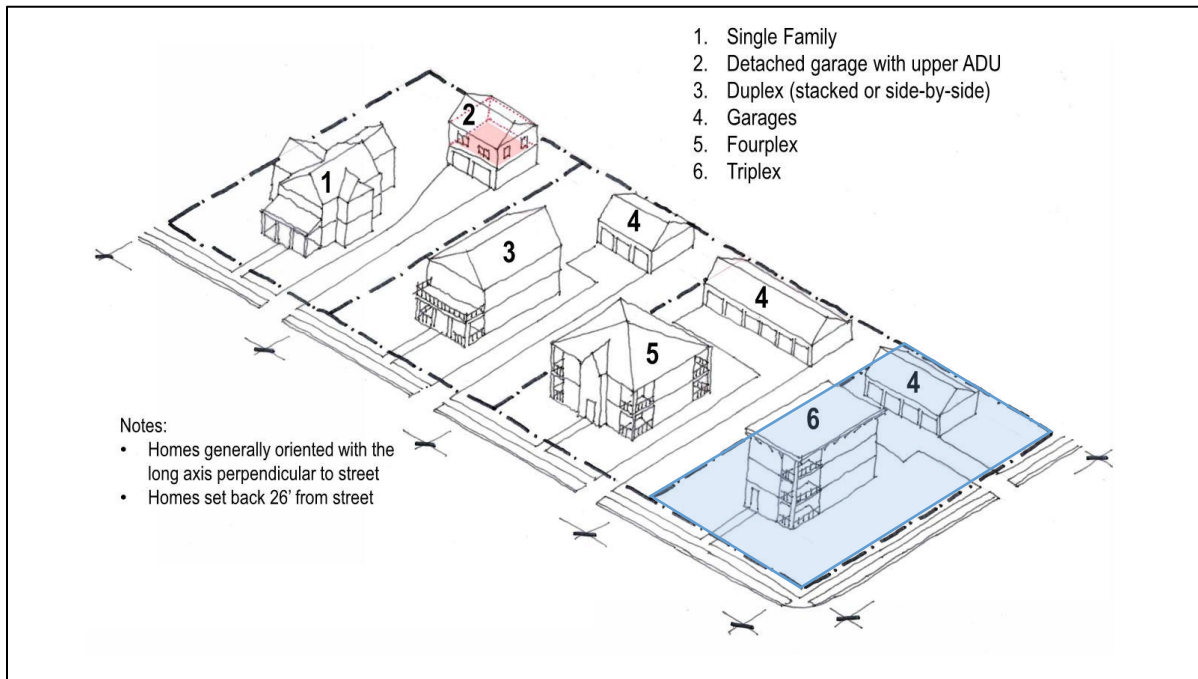 1. Single Family
2. Detached garage with upper ADU
3. Duplex (stacked or side-by-side)
4. Garages
5. Fourplex
6. Triplex
2
1
4
3
4
5
4
6
Notes:
• Homes generally oriented with the
long axis perpendicular to street
• Homes set back 26’ from street